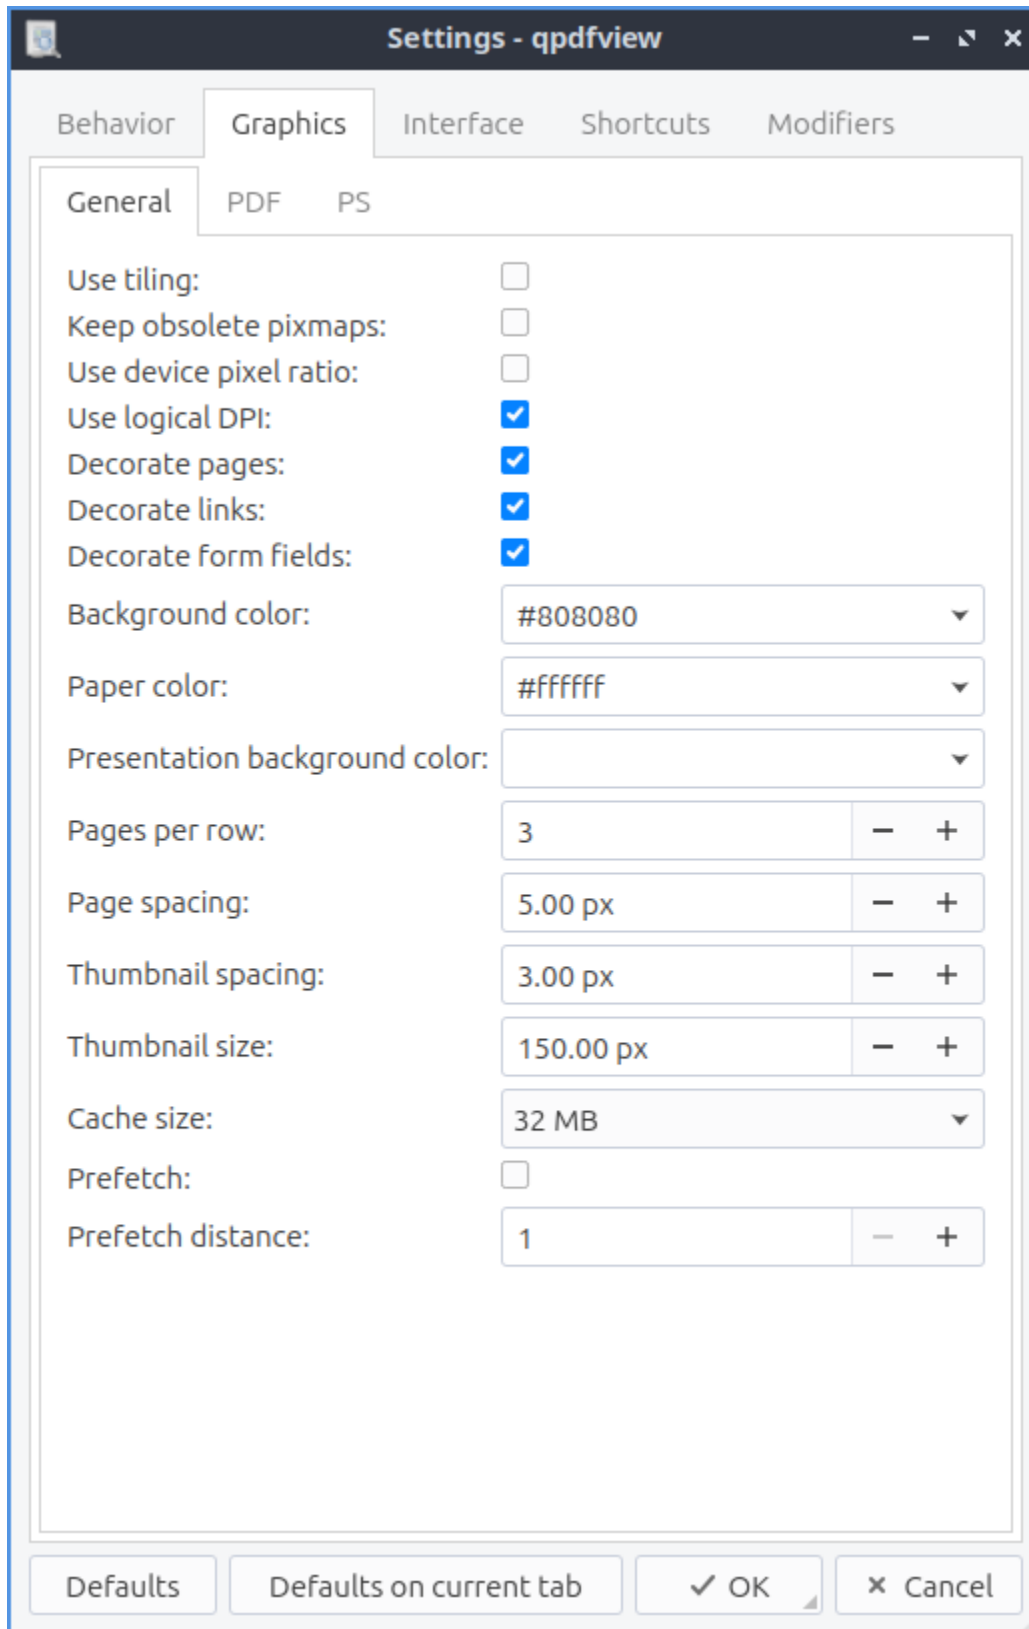 Settings - qpdfview
Behavior Graphics Interface Shortcuts Modifiers
General PDF PS
Use tiling:
Keep obsolete pixmaps:
Use device pixel ratio:
Use logical DPI:
Decorate pages:
Decorate links:
Decorate form fields:
Background color: #808080
Paper color: #ffffff
Presentation background color:
Pages per row: 3
Page spacing: 5.00 px
Thumbnail spacing: 3.00 px
Thumbnail size: 150.00 px
Cache size: 32 MB
Prefetch:
Prefetch distance: 1
Defaults Defaults on current tab OK Cancel